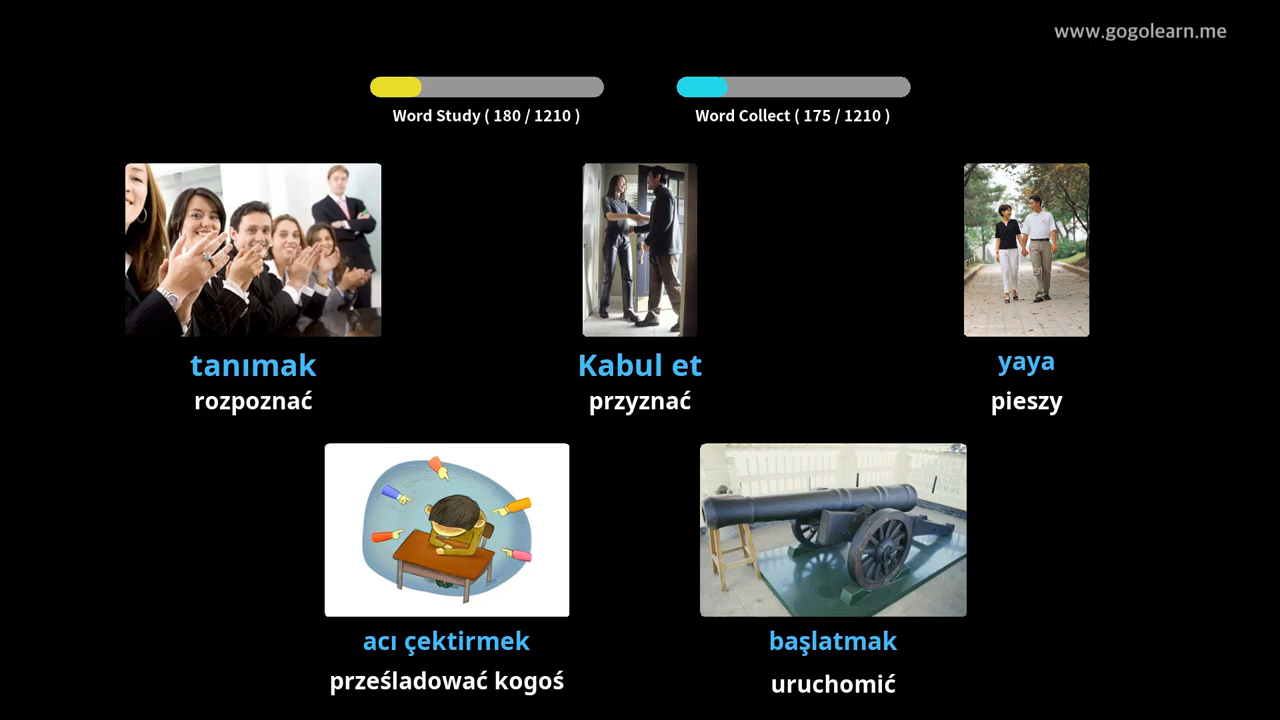 www.gogolearn.me
Word Study ( 180 / 1210 )
Word Collect ( 175 / 1210 )
tanımak
rozpoznać
Kabul et
przyznać
yaya
pieszy
acı çektirmek
prześladować kogoś
başlatmak
uruchomić